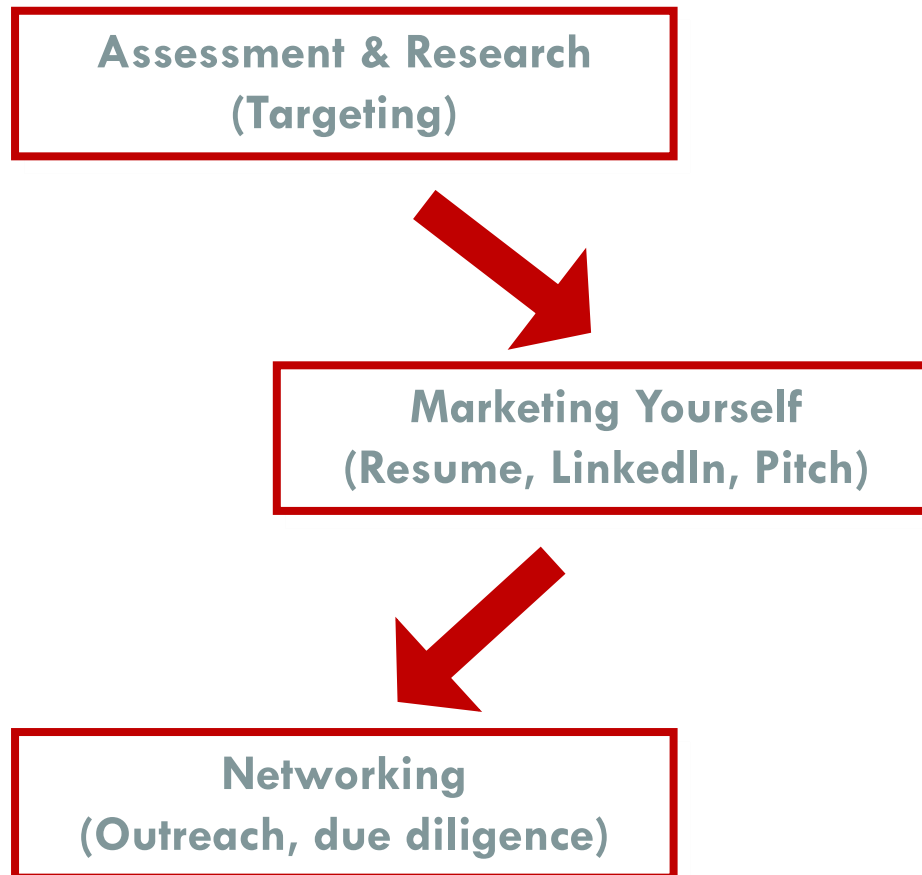 Assessment & Research
(Targeting)
Marketing Yourself
(Resume, LinkedIn, Pitch)
Networking
(Outreach, due diligence)